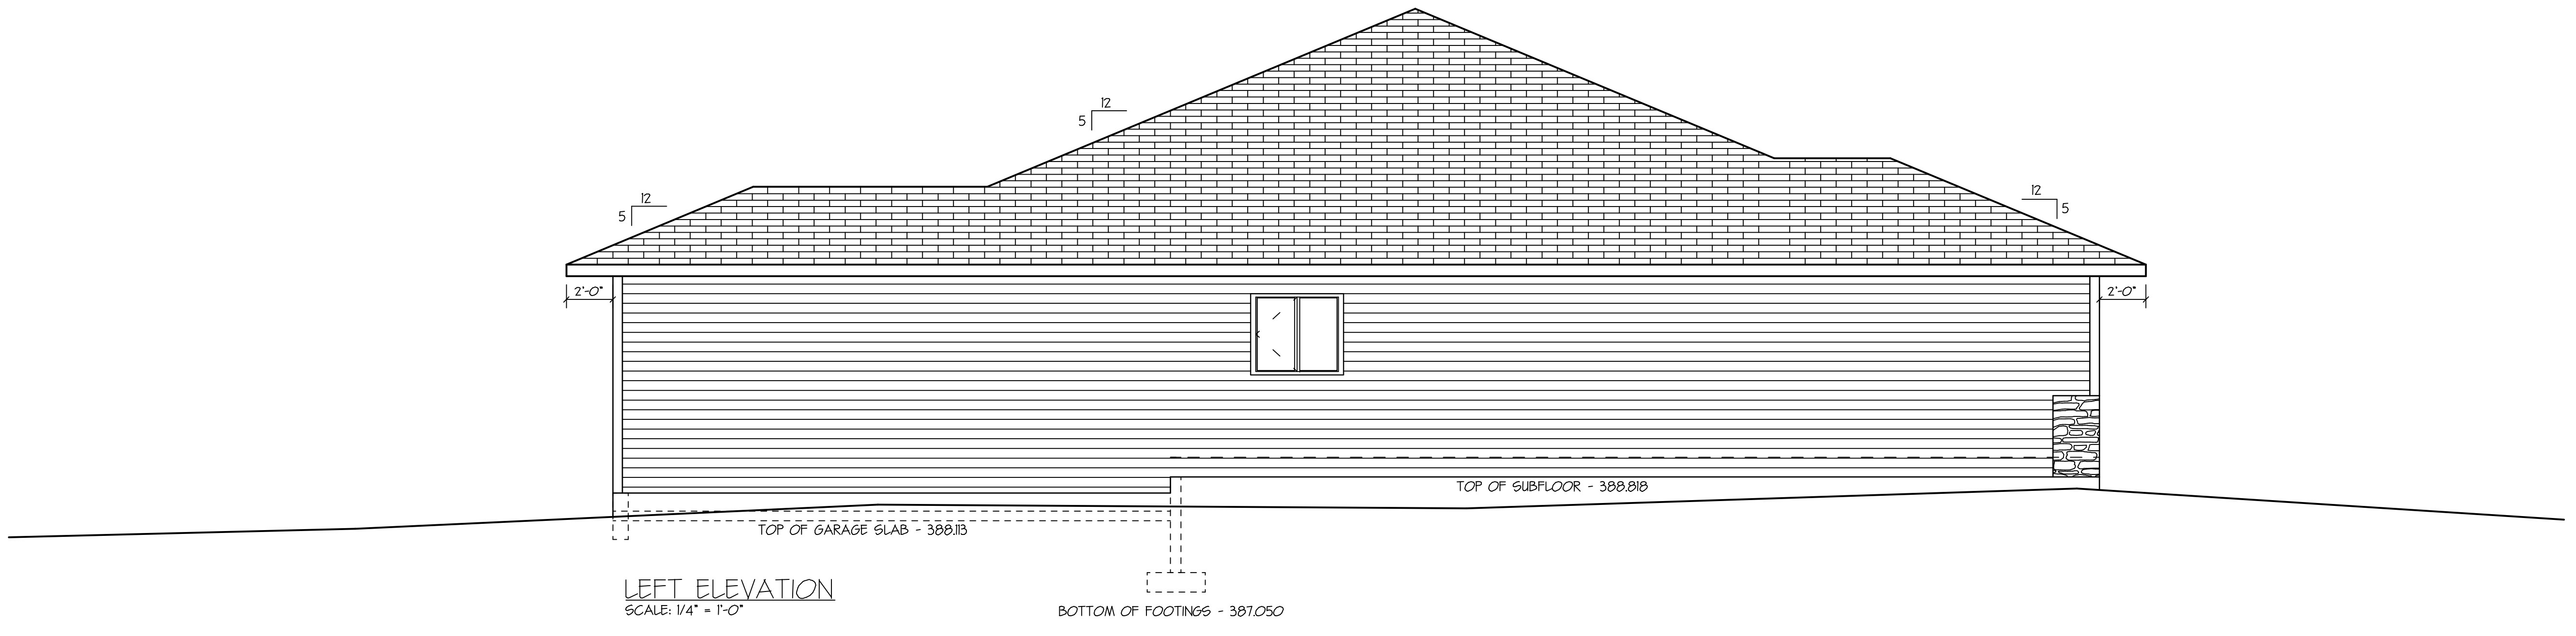 12
5
12
5
12
5
2'-0"
2'-0"
TOP OF SUBFLOOR - 388.818
TOP OF GARAGE SLAB - 388.113
LEFT ELEVATION
SCALE: 1/4" = 1'-0"
BOTTOM OF FOOTINGS - 387.050